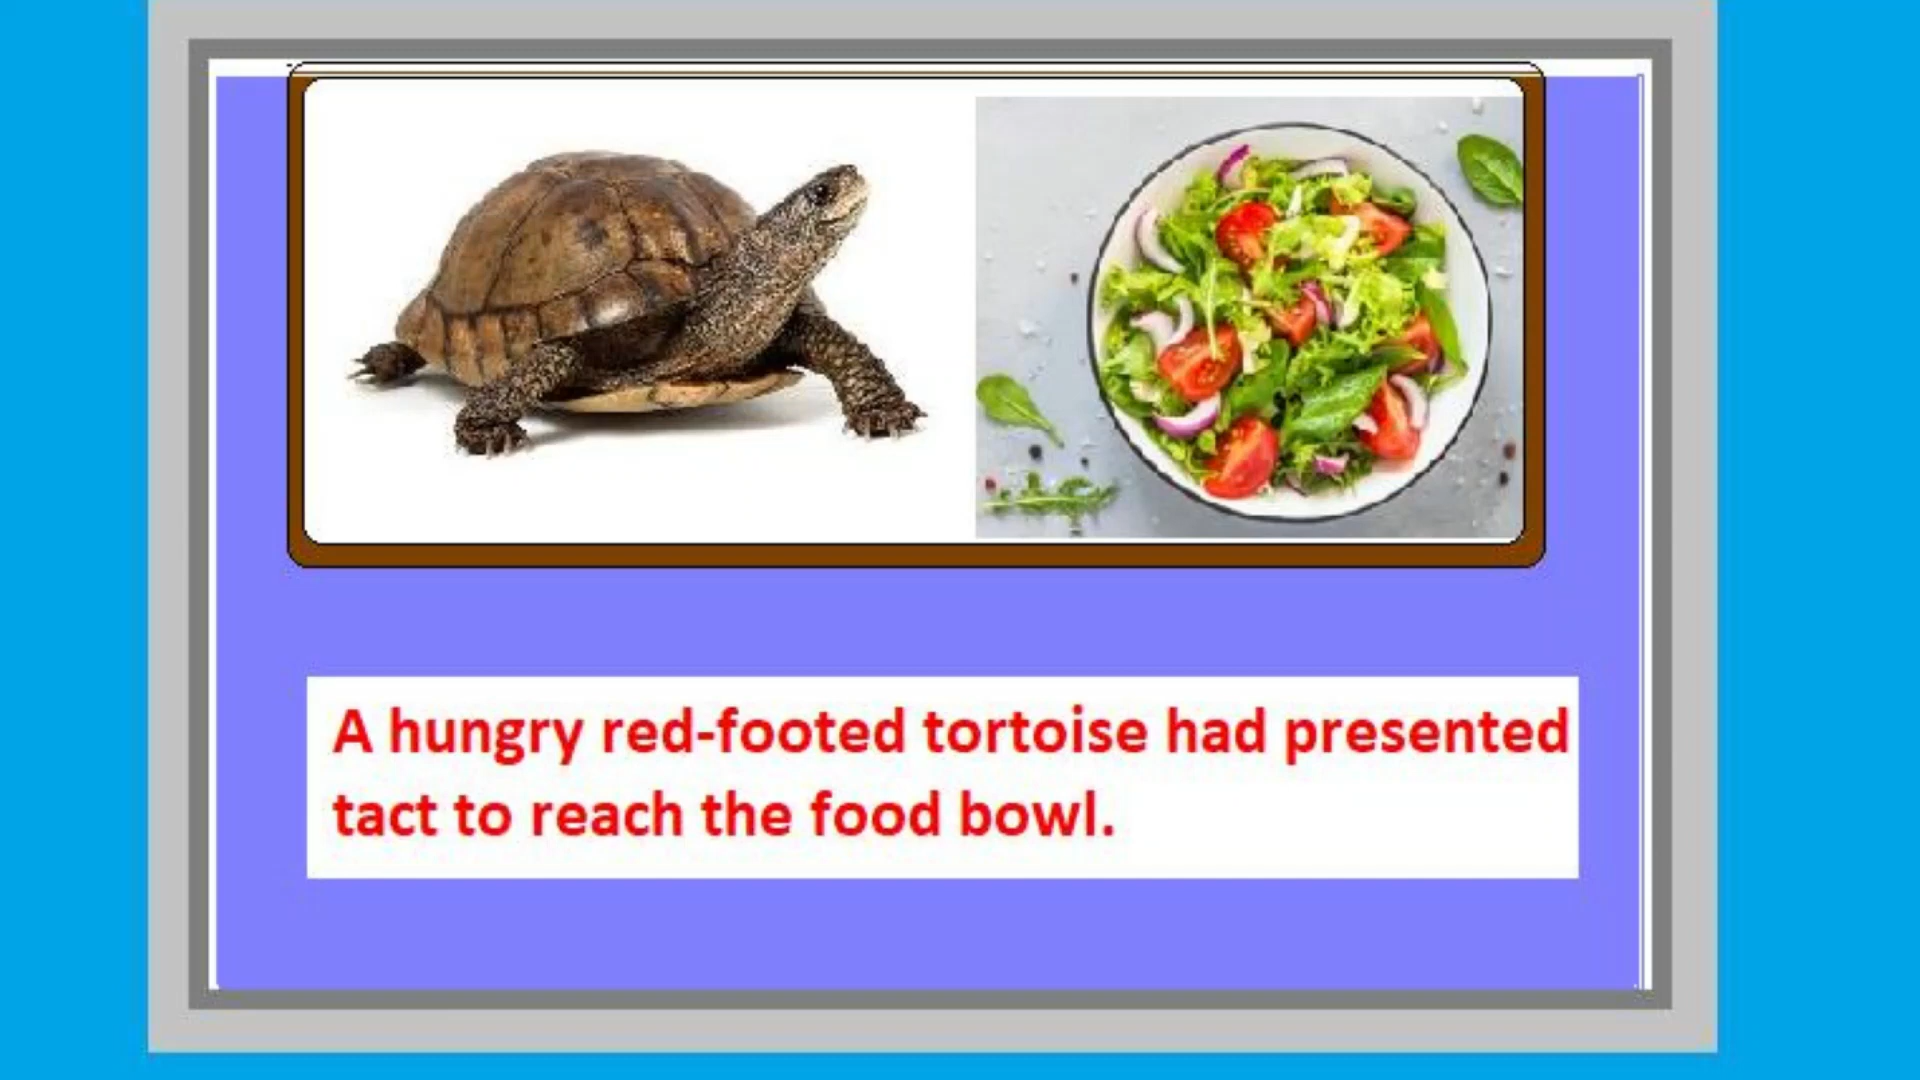 A hungry red-footed tortoise had presented
tact to reach the food bowl.